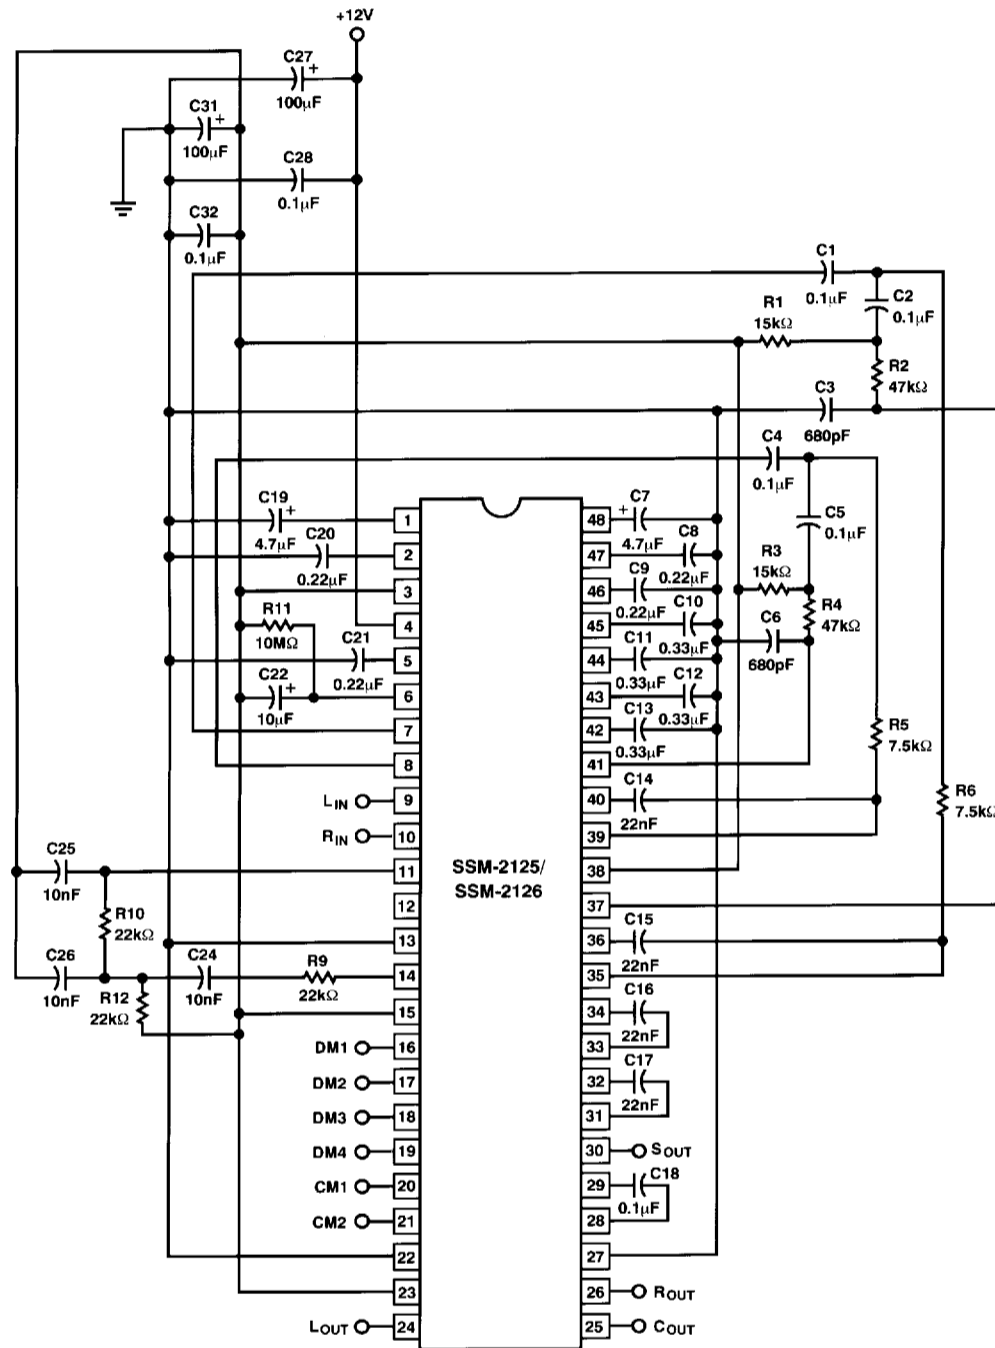 +12V
C27
+
100µF
C31
+
100µF
C28
0.1µF
C32
0.1µF
C1
0.1µF
C2
0.1µF
R1
15kΩ
R2
47kΩ
C3
680pF
C4
0.1µF
C5
0.1µF
C19
+
4.7µF
1
48
+
C7
4.7µF
C20
0.22µF
2
47
C8
0.22µF
R3
15kΩ
3
46
C9
0.22µF
R4
47kΩ
R11
10MΩ
4
45
C10
0.33µF
C6
680pF
C21
0.22µF
5
44
C11
0.33µF
C22
+
10µF
6
43
C12
0.33µF
7
42
C13
0.33µF
R5
7.5kΩ
8
41
R6
7.5kΩ
LIN
9
40
C14
22nF
RIN
10
39
SSM-2125/
SSM-2126
C25
10nF
11
38
12
37
R10
22kΩ
13
36
C15
22nF
C26
10nF
C24
10nF
R9
22kΩ
14
35
R12
22kΩ
15
34
C16
22nF
DM1
16
33
DM2
17
32
C17
22nF
DM3
18
31
DM4
19
30
SOUT
CM1
20
29
C18
0.1µF
CM2
21
28
22
27
23
26
ROUT
LOUT
24
25
COUT